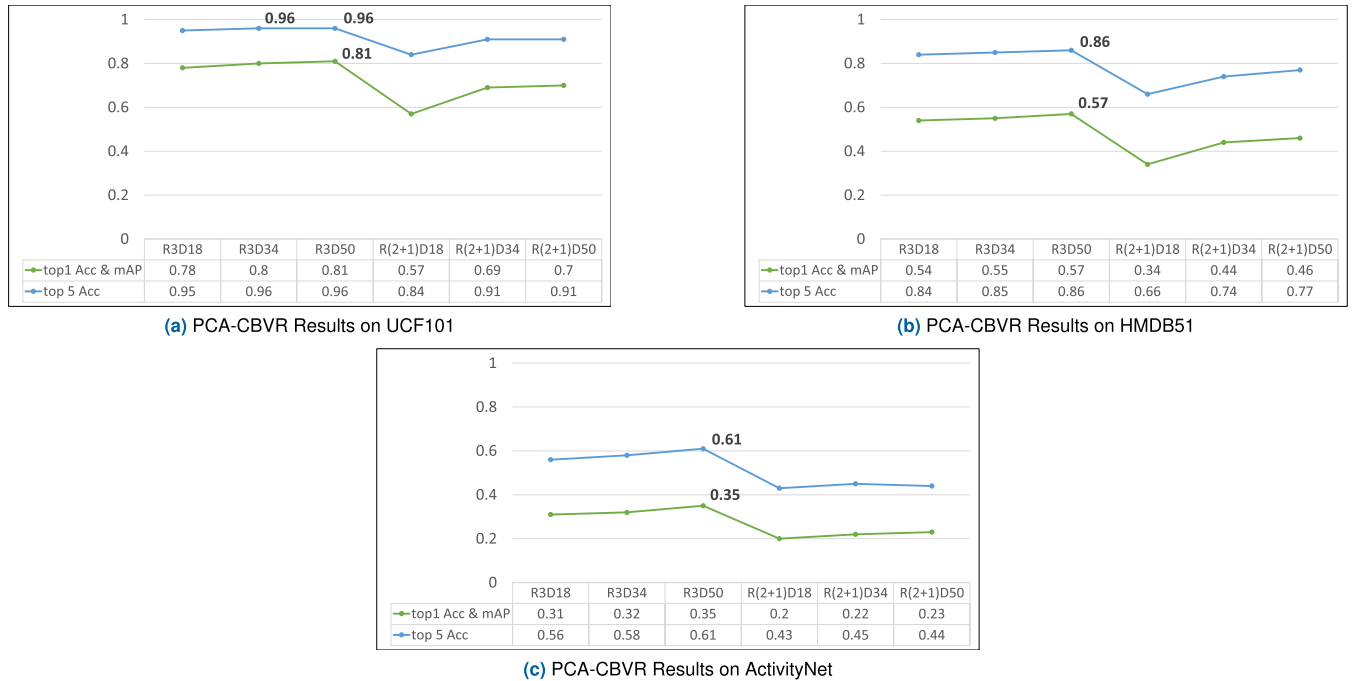 1
0.8
0.6
0.4
0.2
0
0.96 0.96
0.81
R3D18 R3D34 R3D50 R(2+1)D18 R(2+1)D34 R(2+1)D50
top1 Acc & mAP 0.78 0.8 0.81 0.57 0.69 0.7
top 5 Acc 0.95 0.96 0.96 0.84 0.91 0.91
(a) PCA-CBVR Results on UCF101
1
0.8
0.6
0.4
0.2
0
0.86
0.57
R3D18 R3D34 R3D50 R(2+1)D18 R(2+1)D34 R(2+1)D50
top1 Acc & mAP 0.54 0.55 0.57 0.34 0.44 0.46
top 5 Acc 0.84 0.85 0.86 0.66 0.74 0.77
(b) PCA-CBVR Results on HMDB51
1
0.8
0.6
0.4
0.2
0
0.61
0.35
R3D18 R3D34 R3D50 R(2+1)D18 R(2+1)D34 R(2+1)D50
top1 Acc & mAP 0.31 0.32 0.35 0.2 0.22 0.23
top 5 Acc 0.56 0.58 0.61 0.43 0.45 0.44
(c) PCA-CBVR Results on ActivityNet